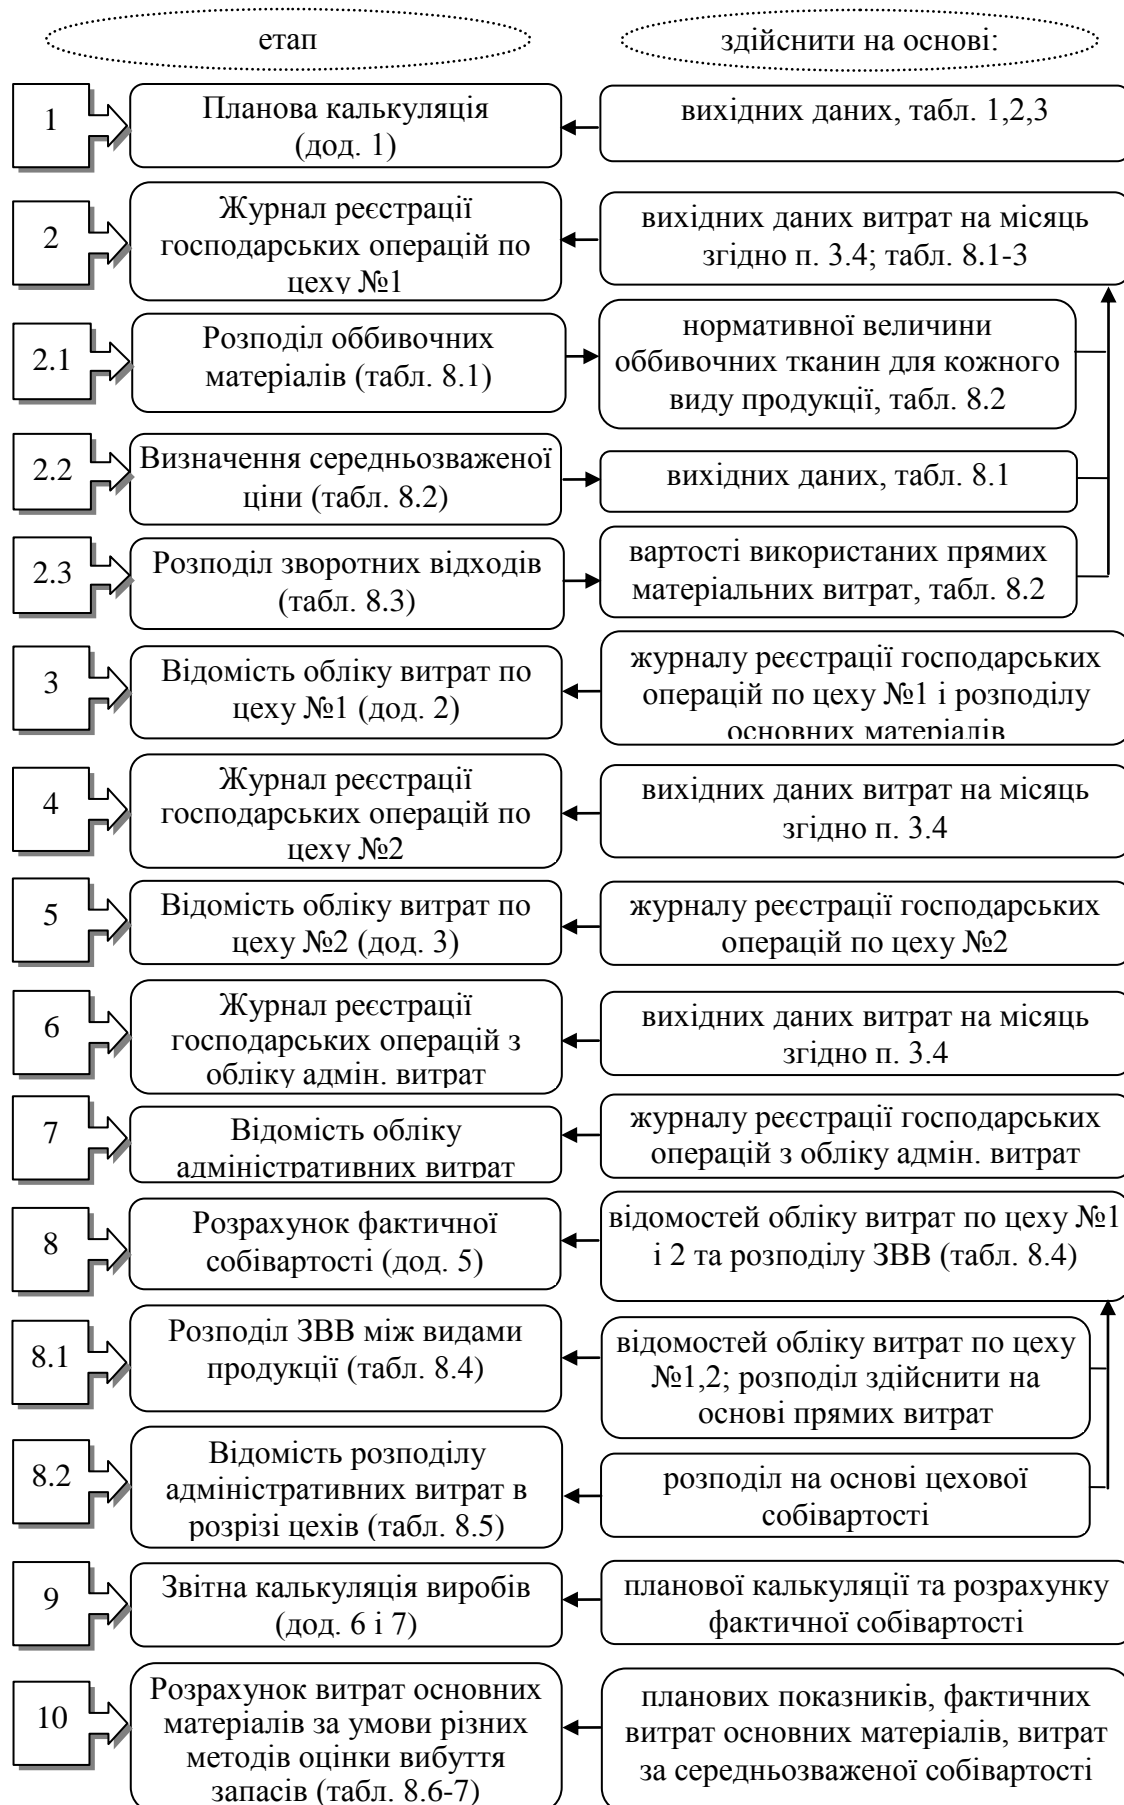 етап
здійснити на основі:
1
Планова калькуляція
(дод. 1)
вихідних даних, табл. 1,2,3
2
Журнал реєстрації
господарських операцій по
цеху №1
вихідних даних витрат на місяць
згідно п. 3.4; табл. 8.1-3
2.1
Розподіл оббивочних
матеріалів (табл. 8.1)
нормативної величини
оббивочних тканин для кожного
виду продукції, табл. 8.2
2.2
Визначення середньозваженої
ціни (табл. 8.2)
вихідних даних, табл. 8.1
2.3
Розподіл зворотних відходів
(табл. 8.3)
вартості використаних прямих
матеріальних витрат, табл. 8.2
3
Відомість обліку витрат по
цеху №1 (дод. 2)
журналу реєстрації господарських
операцій по цеху №1 і розподілу
основних матеріалів
4
Журнал реєстрації
господарських операцій по
цеху №2
вихідних даних витрат на місяць
згідно п. 3.4
5
Відомість обліку витрат по
цеху №2 (дод. 3)
журналу реєстрації господарських
операцій по цеху №2
6
Журнал реєстрації
господарських операцій з
обліку адмін. витрат
вихідних даних витрат на місяць
згідно п. 3.4
7
Відомість обліку
адміністративних витрат
журналу реєстрації господарських
операцій з обліку адмін. витрат
8
Розрахунок фактичної
собівартості (дод. 5)
відомостей обліку витрат по цеху №1
і 2 та розподілу ЗВВ (табл. 8.4)
8.1
Розподіл ЗВВ між видами
продукції (табл. 8.4)
відомостей обліку витрат по цеху
№1,2; розподіл здійснити на
основі прямих витрат
8.2
Відомість розподілу
адміністративних витрат в
розрізі цехів (табл. 8.5)
розподіл на основі цехової
собівартості
9
Звітна калькуляція виробів
(дод. 6 і 7)
планової калькуляції та розрахунку
фактичної собівартості
10
Розрахунок витрат основних
матеріалів за умови різних
методів оцінки вибуття
запасів (табл. 8.6-7)
планових показників, фактичних
витрат основних матеріалів, витрат
за середньозваженої собівартості